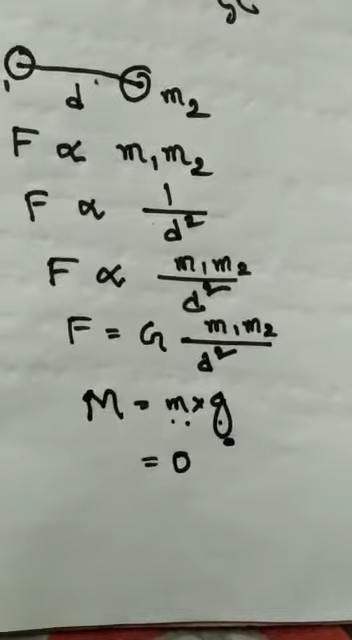 d m₂
F ∝ m₁m₂
F ∝ 1/d²
F ∝ m₁m₂/d²
F = G m₁m₂/d²
M = m×g
= 0